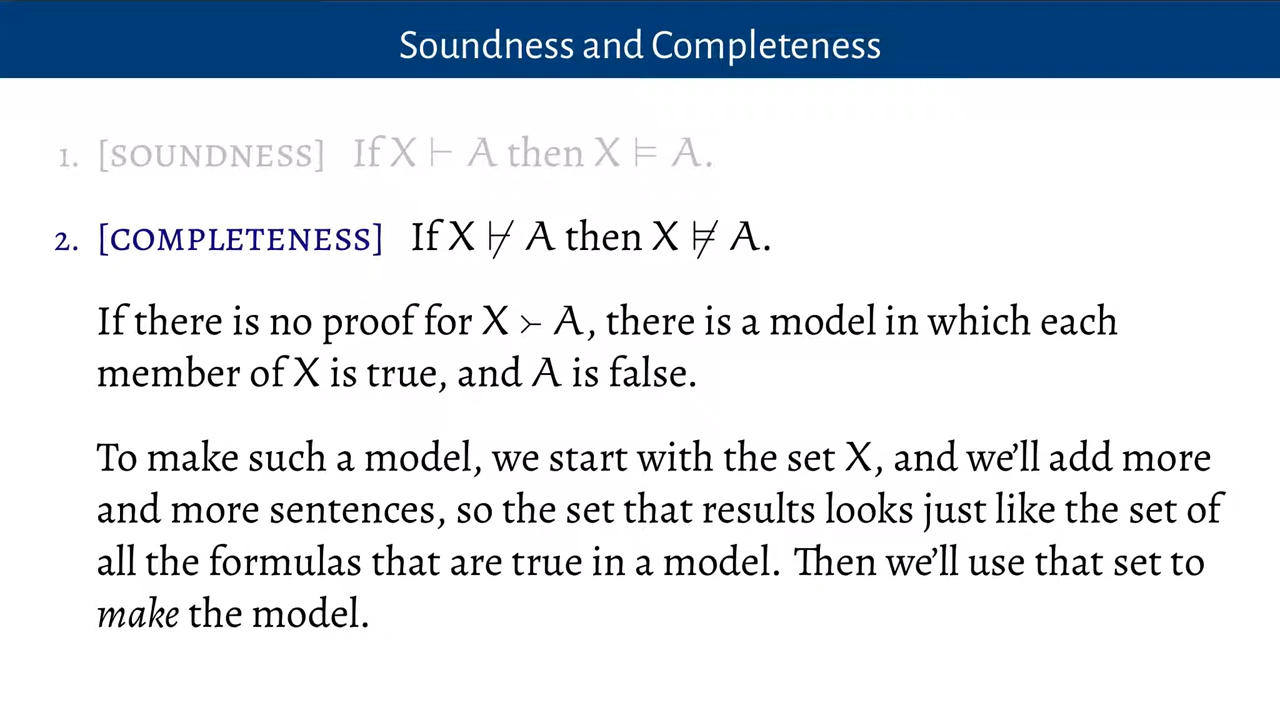 Soundness and Completeness
1. [SOUNDNESS] If X ⊢ A then X ⊨ A.
2. [COMPLETENESS] If X ⊬ A then X ⊭ A.
If there is no proof for X ≻ A, there is a model in which each
member of X is true, and A is false.
To make such a model, we start with the set X, and we’ll add more
and more sentences, so the set that results looks just like the set of
all the formulas that are true in a model. Then we’ll use that set to
make the model.